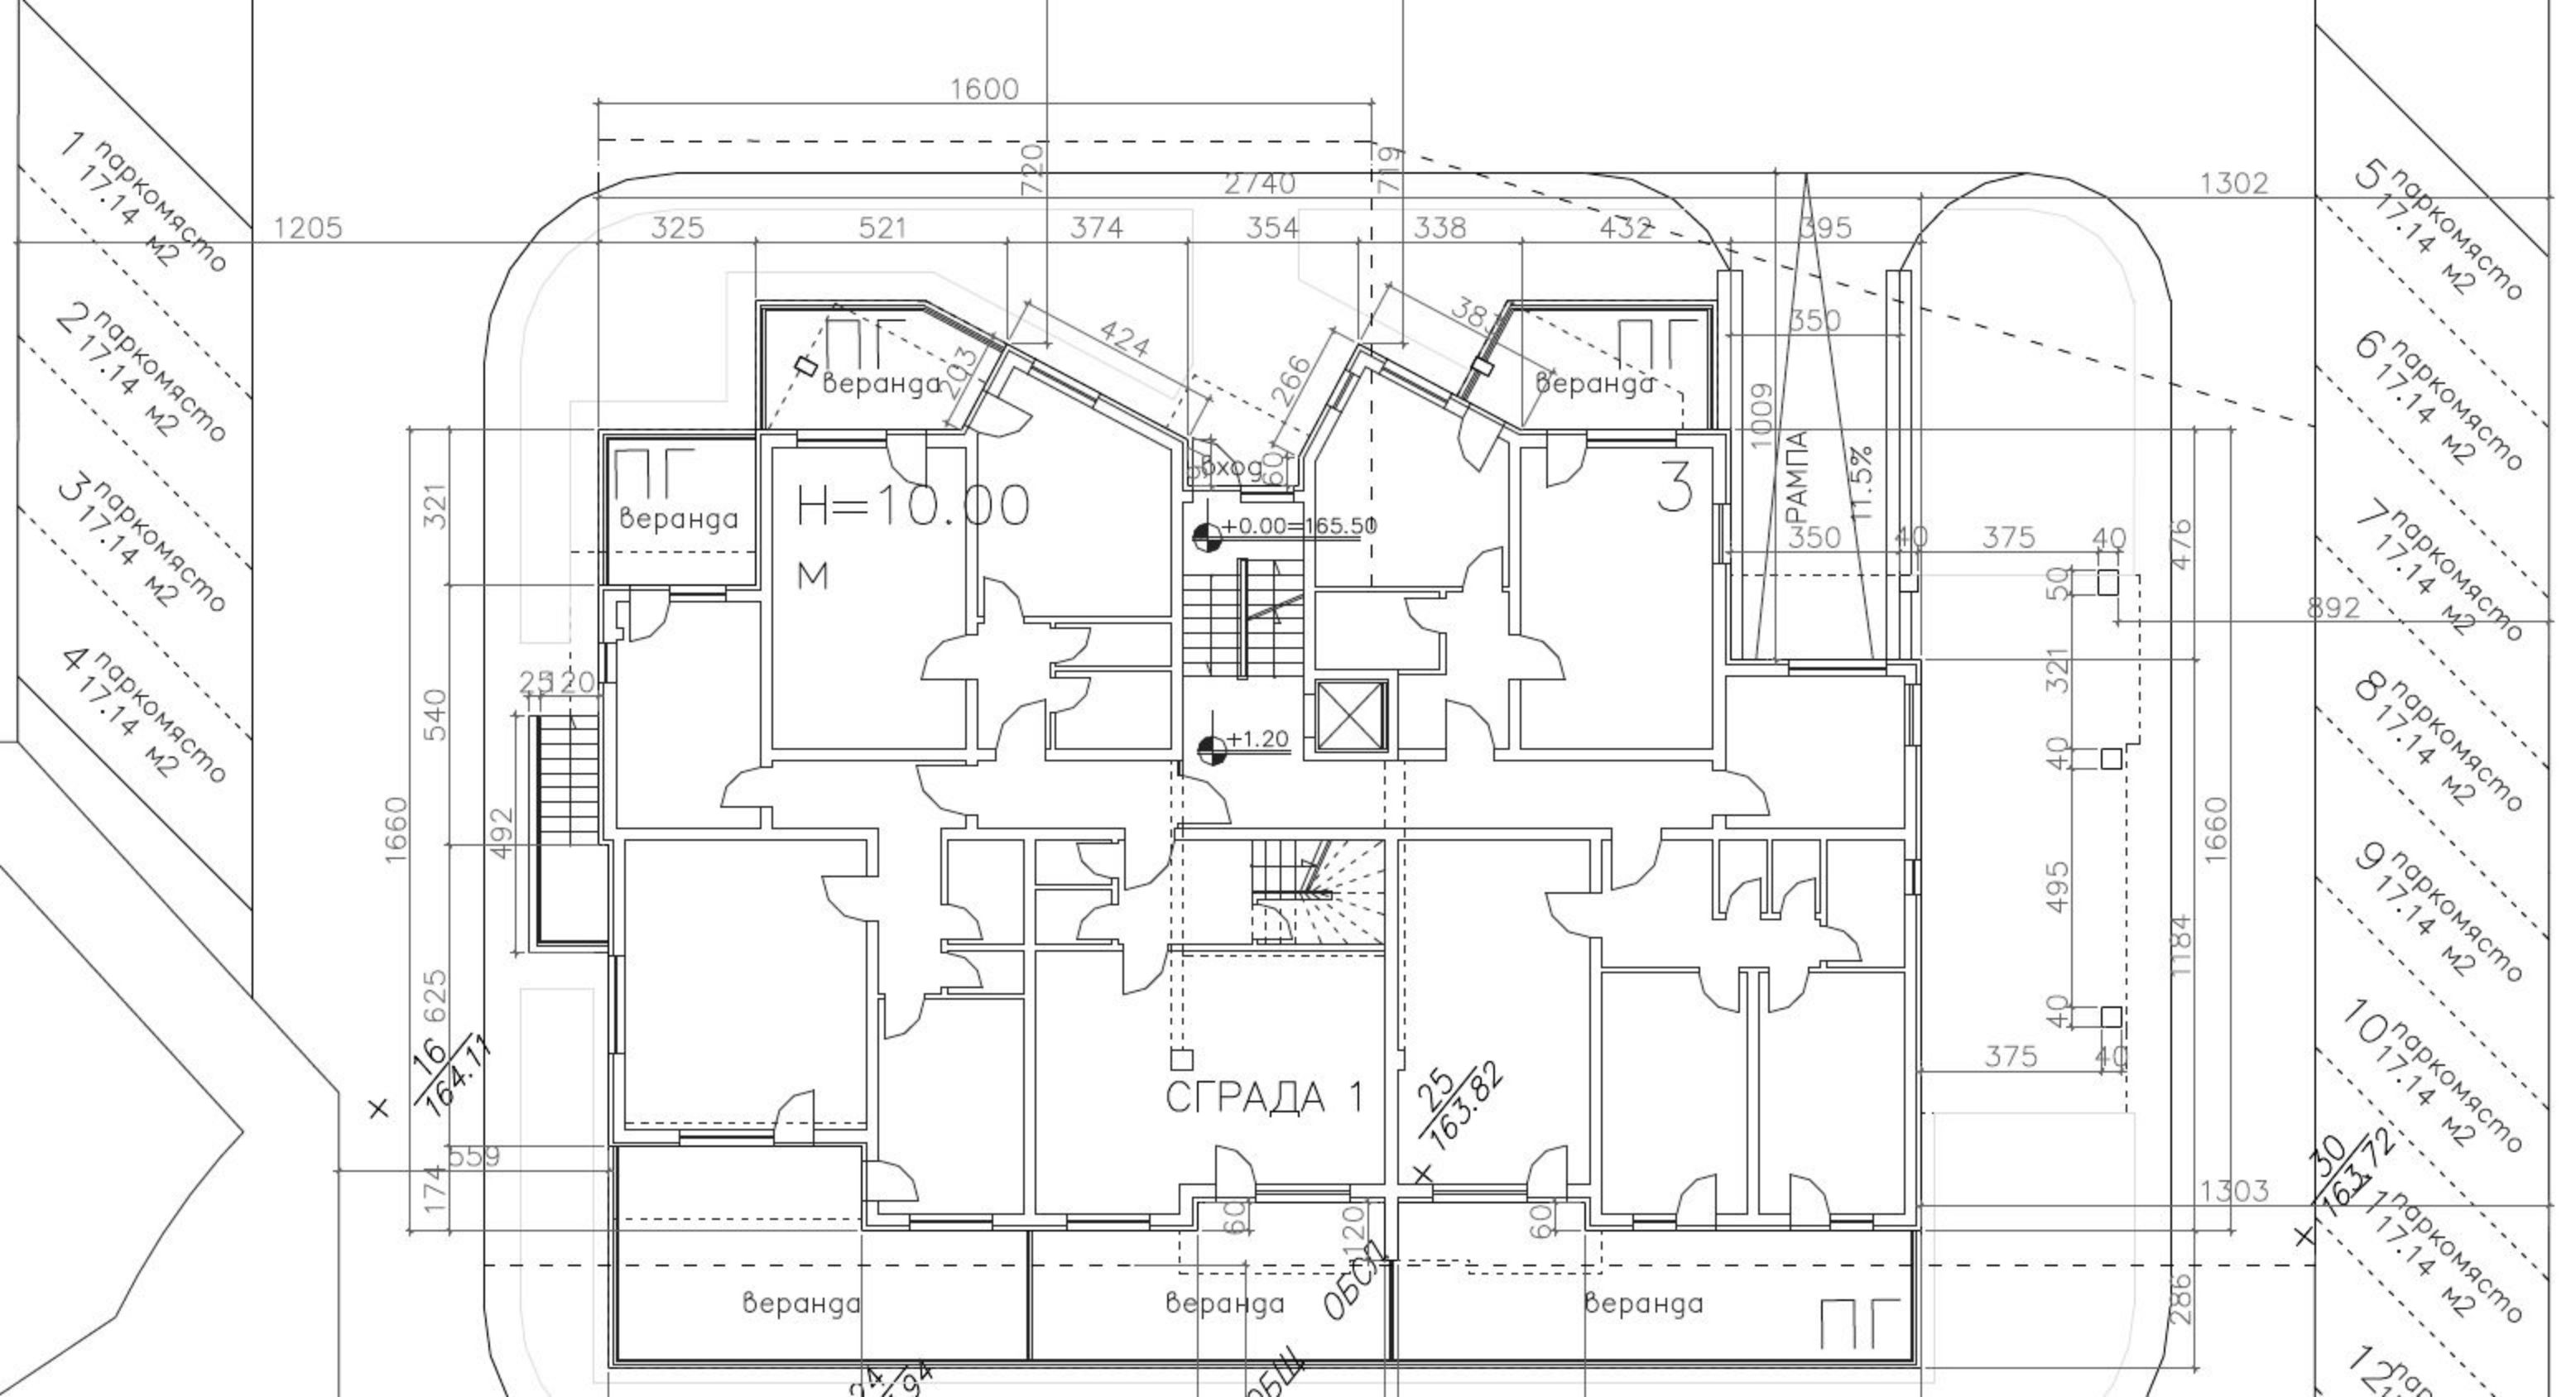 1600
720
719
2740
1302
1205
325
521
374
354
338
432
395
1 паркомясто
17.14 м2
2 паркомясто
17.14 м2
3 паркомясто
17.14 м2
4 паркомясто
17.14 м2
5 паркомясто
17.14 м2
6 паркомясто
17.14 м2
7 паркомясто
17.14 м2
8 паркомясто
17.14 м2
9 паркомясто
17.14 м2
10 паркомясто
17.14 м2
11 паркомясто
17.14 м2
ПГ
веранда
203
424
266
ПГ
веранда
350
1009
РАМПА
11.5%
ПГ
веранда
H=10.00
М
вход
60
+0.00=165.50
3
350
40
375
40
476
50
892
321
321
25
120
540
+1.20
40
1660
492
1660
495
1184
625
40
375
40
16
164.11
СГРАДА 1
25
163.82
30
163.72
559
174
60
120
60
1303
286
ОБСЛ
веранда
веранда
веранда
ПГ